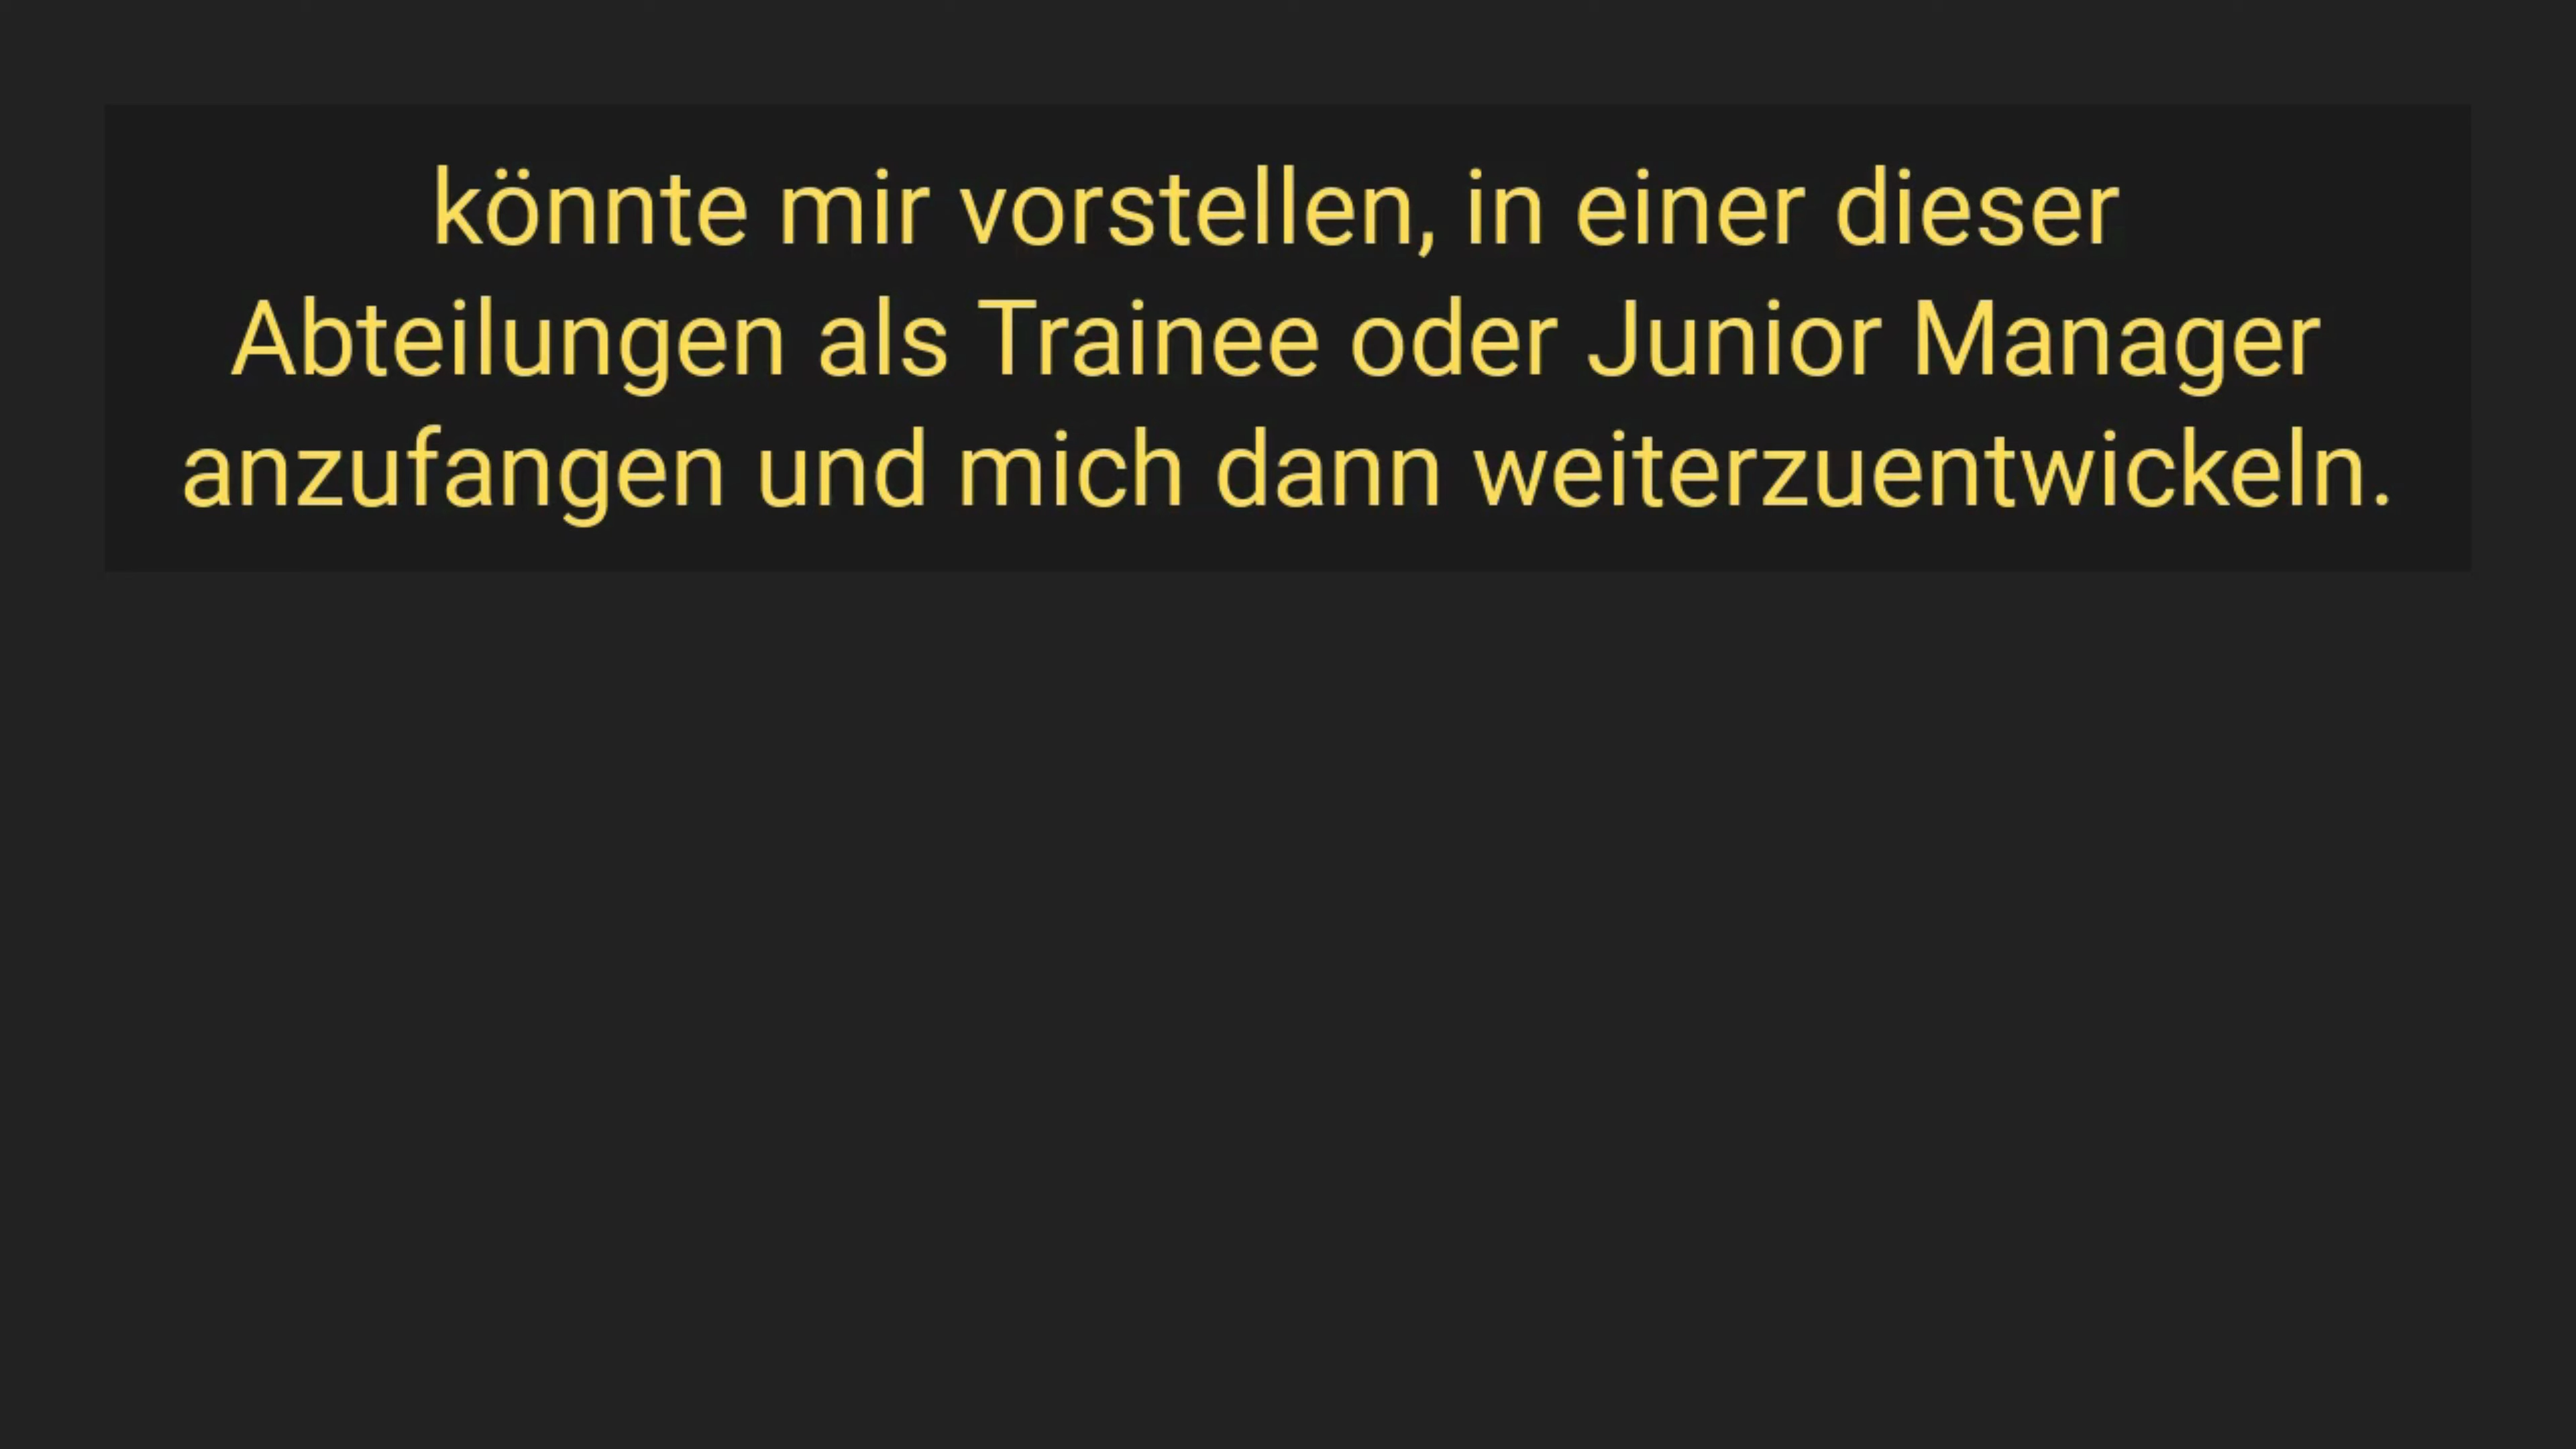 könnte mir vorstellen, in einer dieser
Abteilungen als Trainee oder Junior Manager
anzufangen und mich dann weiterzuentwickeln.